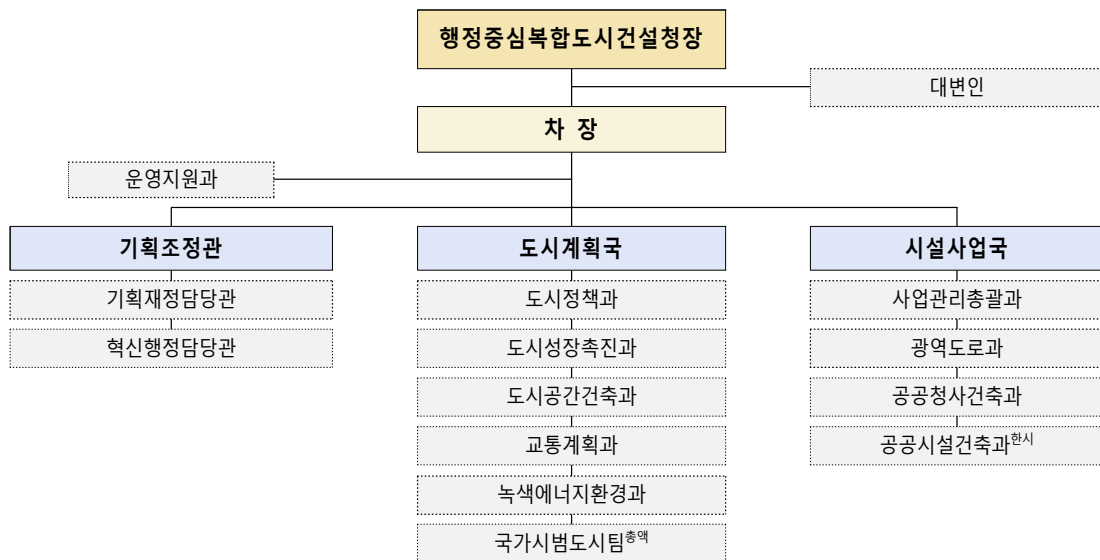 행정중심복합도시건설청장
대변인
차 장
운영지원과
기획조정관
기획재정담당관
혁신행정담당관
도시계획국
도시정책과
도시성장촉진과
도시공간건축과
교통계획과
녹색에너지환경과
국가시범도시팀총액
시설사업국
사업관리총괄과
광역도로과
공공청사건축과
공공시설건축과한시